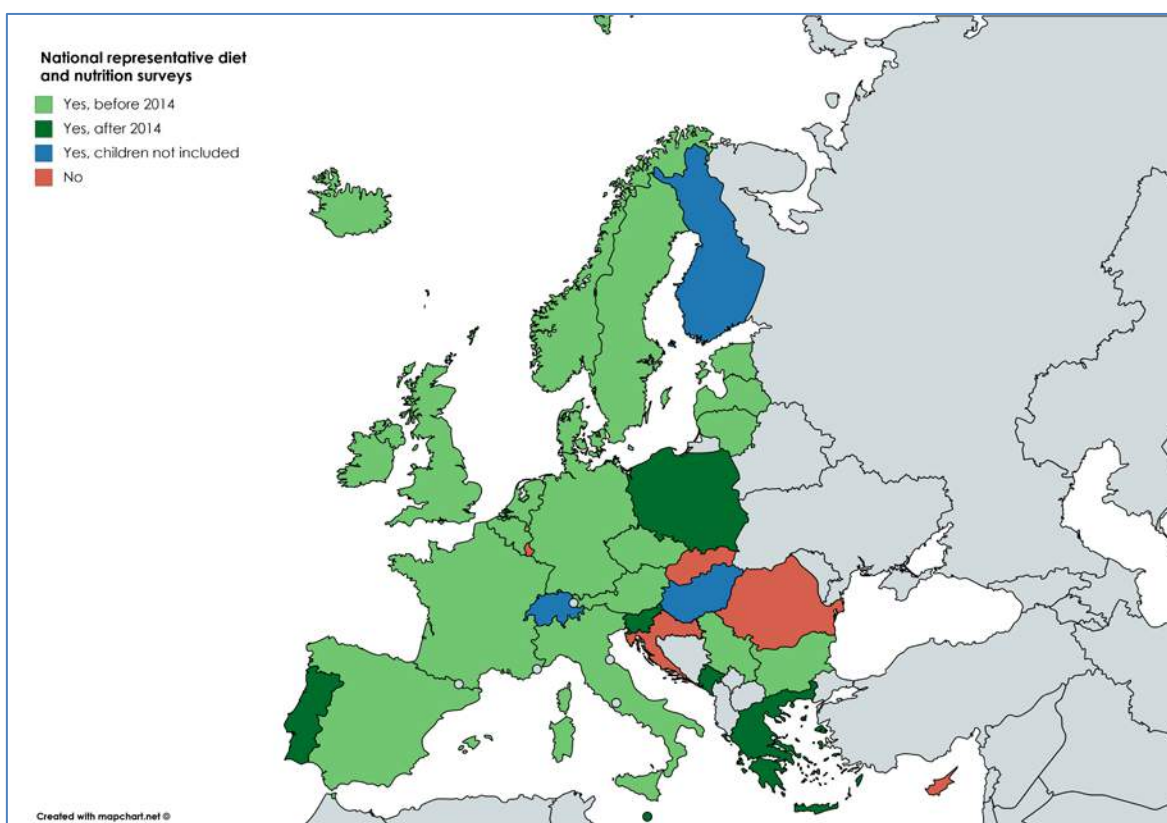 National representative diet
and nutrition surveys
Yes, before 2014
Yes, after 2014
Yes, children not included
No
Created with mapchart.net ©